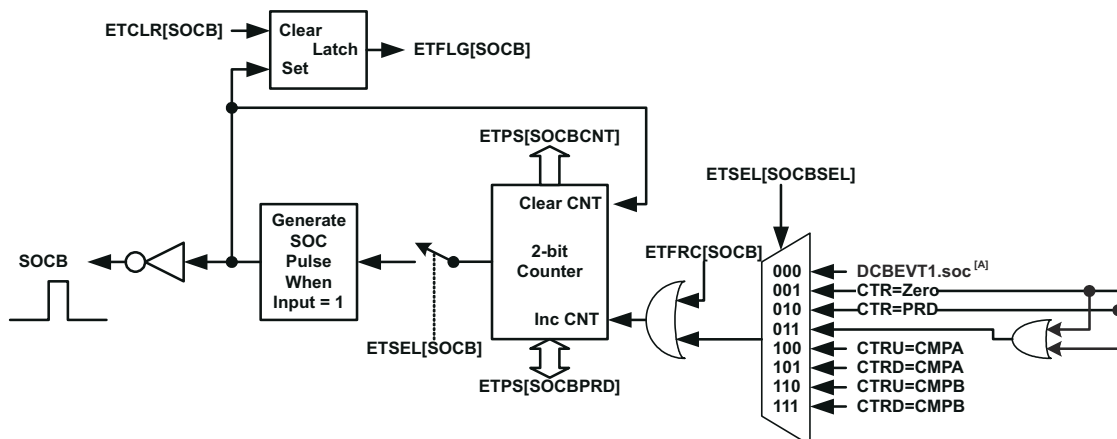 ETCLR[SOCB]
Clear
Latch
Set
ETFLG[SOCB]
ETPS[SOCBCNT]
ETSEL[SOCBSEL]
Clear CNT
2-bit
Counter
Inc CNT
Generate
SOC
Pulse
When
Input = 1
SOCB
ETSEL[SOCB]
ETPS[SOCBPRD]
ETFRC[SOCB]
000 DCBEVT1.soc [A]
001 CTR=Zero
010 CTR=PRD
011
100 CTRU=CMPA
101 CTRD=CMPA
110 CTRU=CMPB
111 CTRD=CMPB